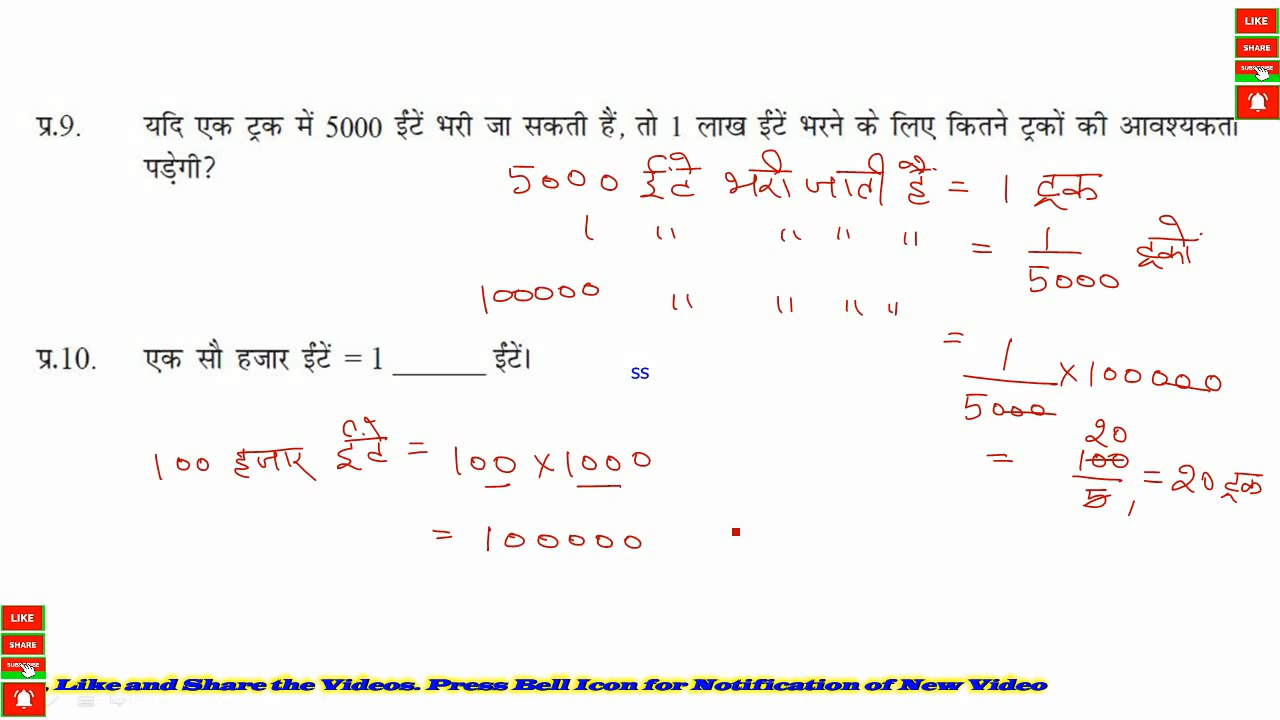 LIKE
SHARE
SUBSCRIBE
प्र.9. यदि एक ट्रक में 5000 ईंटें भरी जा सकती हैं, तो 1 लाख ईंटें भरने के लिए कितने ट्रकों की आवश्यकता
पड़ेगी?
5000 ईंटें भरी जाती हैं = 1 ट्रक
1 " " " " = 1/5000 ट्रकों
100000 " " " "
= 1/5000 × 100000
= 100/5 = 20 ट्रक
20
1
प्र.10. एक सौ हजार ईंटें = 1 _______ ईंटें।
ss
100 हजार ईंटें = 100 × 1000
= 100000
LIKE
SHARE
SUBSCRIBE
, Like and Share the Videos. Press Bell Icon for Notification of New Video